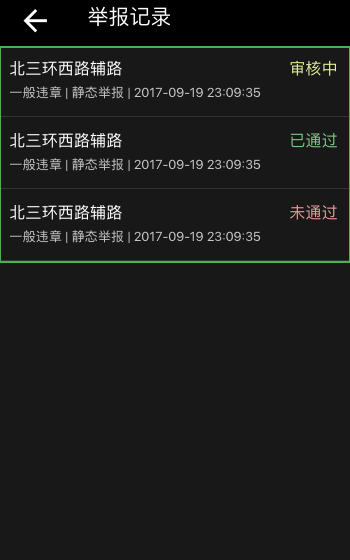 举报记录
北三环西路辅路 审核中
一般违章 | 静态举报 | 2017-09-19 23:09:35
北三环西路辅路 已通过
一般违章 | 静态举报 | 2017-09-19 23:09:35
北三环西路辅路 未通过
一般违章 | 静态举报 | 2017-09-19 23:09:35